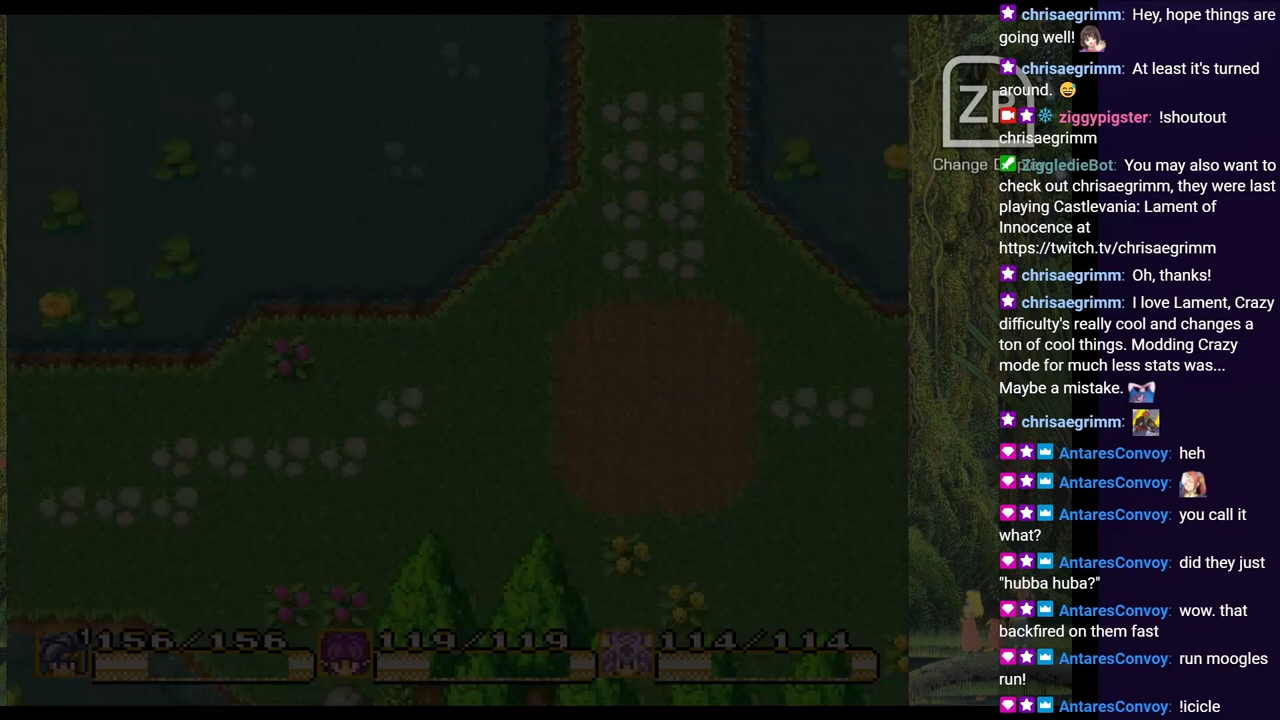 chrisaegrimm: Hey, hope things are
going well!
chrisaegrimm: At least it's turned
around.
ZR
Change D
ziggypigster: !shoutout
chrisaegrimm
ZiggledieBot: You may also want to
check out chrisaegrimm, they were last
playing Castlevania: Lament of
Innocence at
https://twitch.tv/chrisaegrimm
chrisaegrimm: Oh, thanks!
chrisaegrimm: I love Lament, Crazy
difficulty's really cool and changes a
ton of cool things. Modding Crazy
mode for much less stats was...
Maybe a mistake.
chrisaegrimm:
AntaresConvoy: heh
AntaresConvoy:
AntaresConvoy: you call it
what?
AntaresConvoy: did they just
"hubba huba?"
AntaresConvoy: wow. that
backfired on them fast
AntaresConvoy: run moogles
run!
AntaresConvoy: !icicle
1 156/156 119/119 114/114